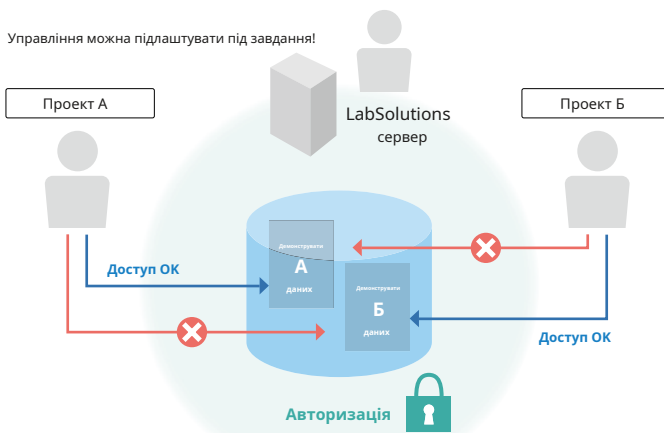 Управління можна підлаштувати під завдання!
Проект А
LabSolutions
сервер
Проект Б
Доступ ОК
Демонструвати
А
даних
Демонструвати
Б
даних
Доступ ОК
Авторизація